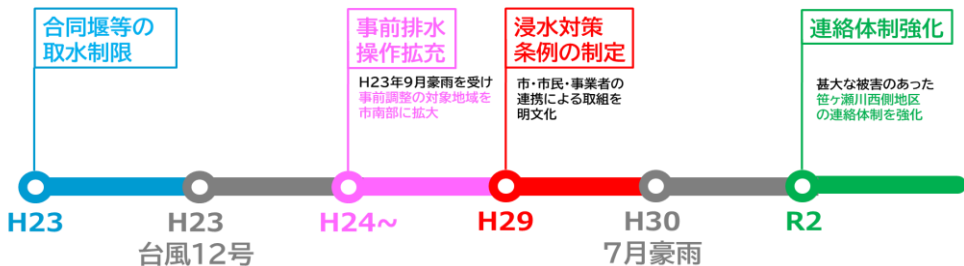 合同堰等の
取水制限
事前排水
操作拡充
H23年9月豪雨を受け
事前調整の対象地域を
市南部に拡大
浸水対策
条例の制定
市・市民・事業者の
連携による取組を
明文化
連絡体制強化
甚大な被害のあった
笹ヶ瀬川西側地区
の連絡体制を強化
H23
H23
台風12号
H24~
H29
H30
7月豪雨
R2